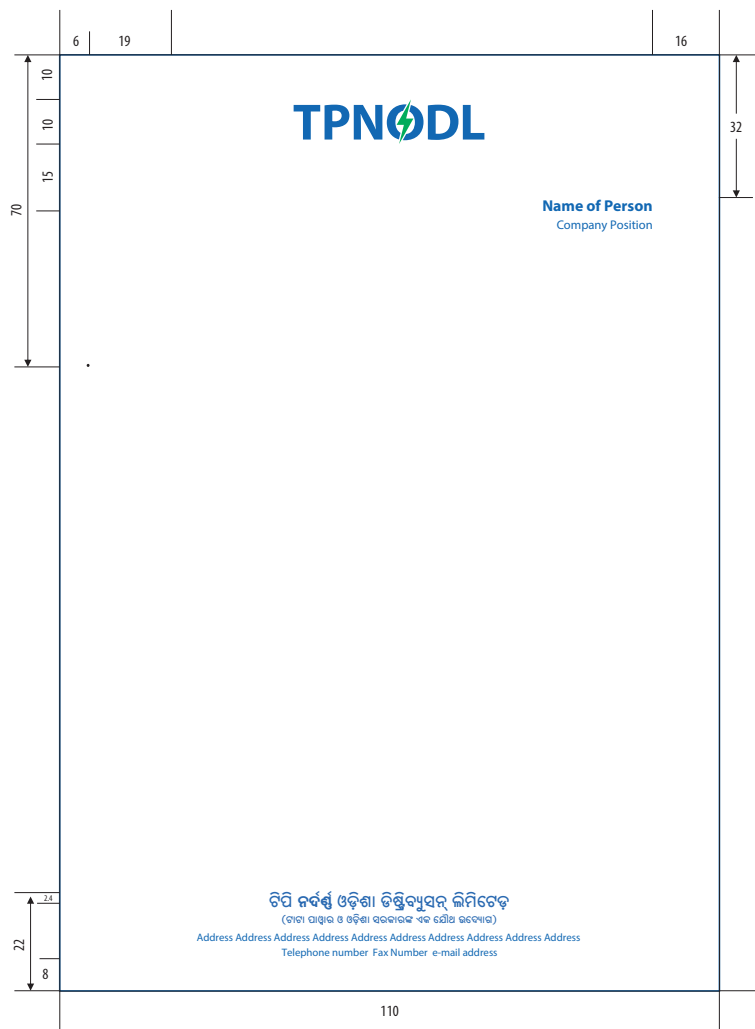 6 19 16
10
TPNODL
10
32
15
70
Name of Person
Company Position
ଟିପି ନର୍ଦର୍ଣ୍ଣ ଓଡ଼ିଶା ଡିଷ୍ଟ୍ରିବ୍ୟୁସନ୍ ଲିମିଟେଡ଼
2.4
(ଟାଟା ପାୱାର ଓ ଓଡ଼ିଶା ସରକାରଙ୍କ ଏକ ଯୌଥ ଉଦ୍ୟୋଗ)
Address Address Address Address Address Address Address Address Address Address
22
Telephone number Fax Number e-mail address
8
110